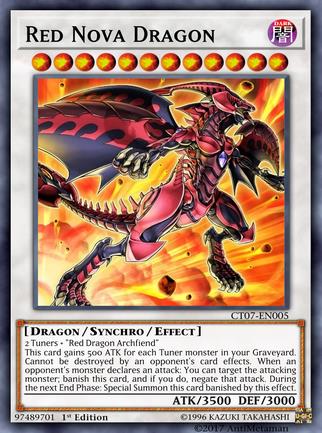 RED NOVA DRAGON
DARK
闇
CT07-EN005
[DRAGON / SYNCHRO / EFFECT]
2 Tuners + "Red Dragon Archfiend"
This card gains 500 ATK for each Tuner monster in your Graveyard.
Cannot be destroyed by an opponent's card effects. When an
opponent's monster declares an attack: You can target the
attacking monster; banish this card, and if you do, negate that attack. During
the next End Phase: Special Summon this card banished by this effect.
ATK/3500 DEF/3000
97489701 1st Edition ©1996 KAZUKI TAKAHASHI
©2017 AntiMetaman